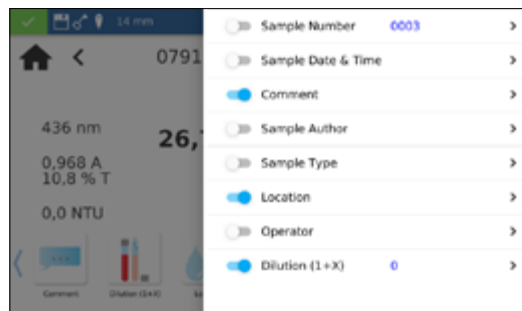 14 mm
0791
436 nm
26,
0,968 A
10,8 % T
0,0 NTU
Comment
Dilution (1+X)
Sample Number 0003
Sample Date & Time
Comment
Sample Author
Sample Type
Location
Operator
Dilution (1+X) 0